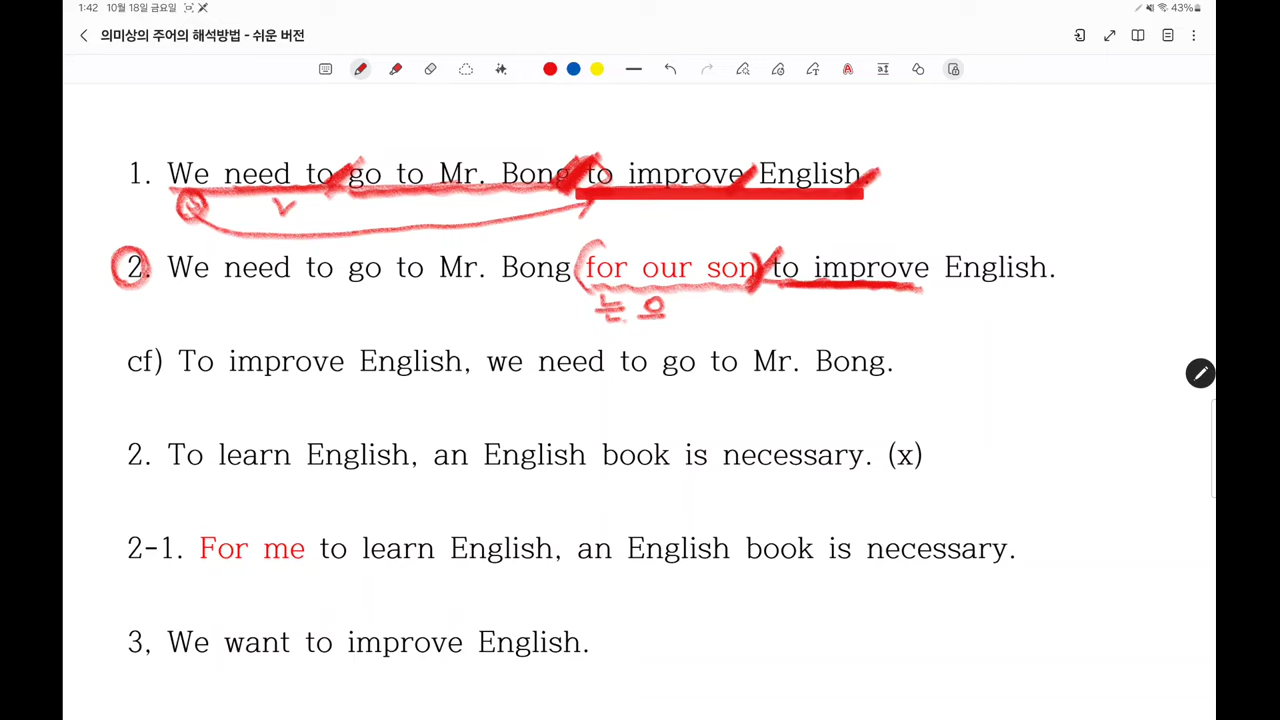 1:42 10월 18일 금요일
43%
의미상의 주어의 해석방법 - 쉬운 버전
1. We need to go to Mr. Bong to improve English.
2. We need to go to Mr. Bong for our son to improve English.
는
cf) To improve English, we need to go to Mr. Bong.
2. To learn English, an English book is necessary. (x)
2-1. For me to learn English, an English book is necessary.
3, We want to improve English.